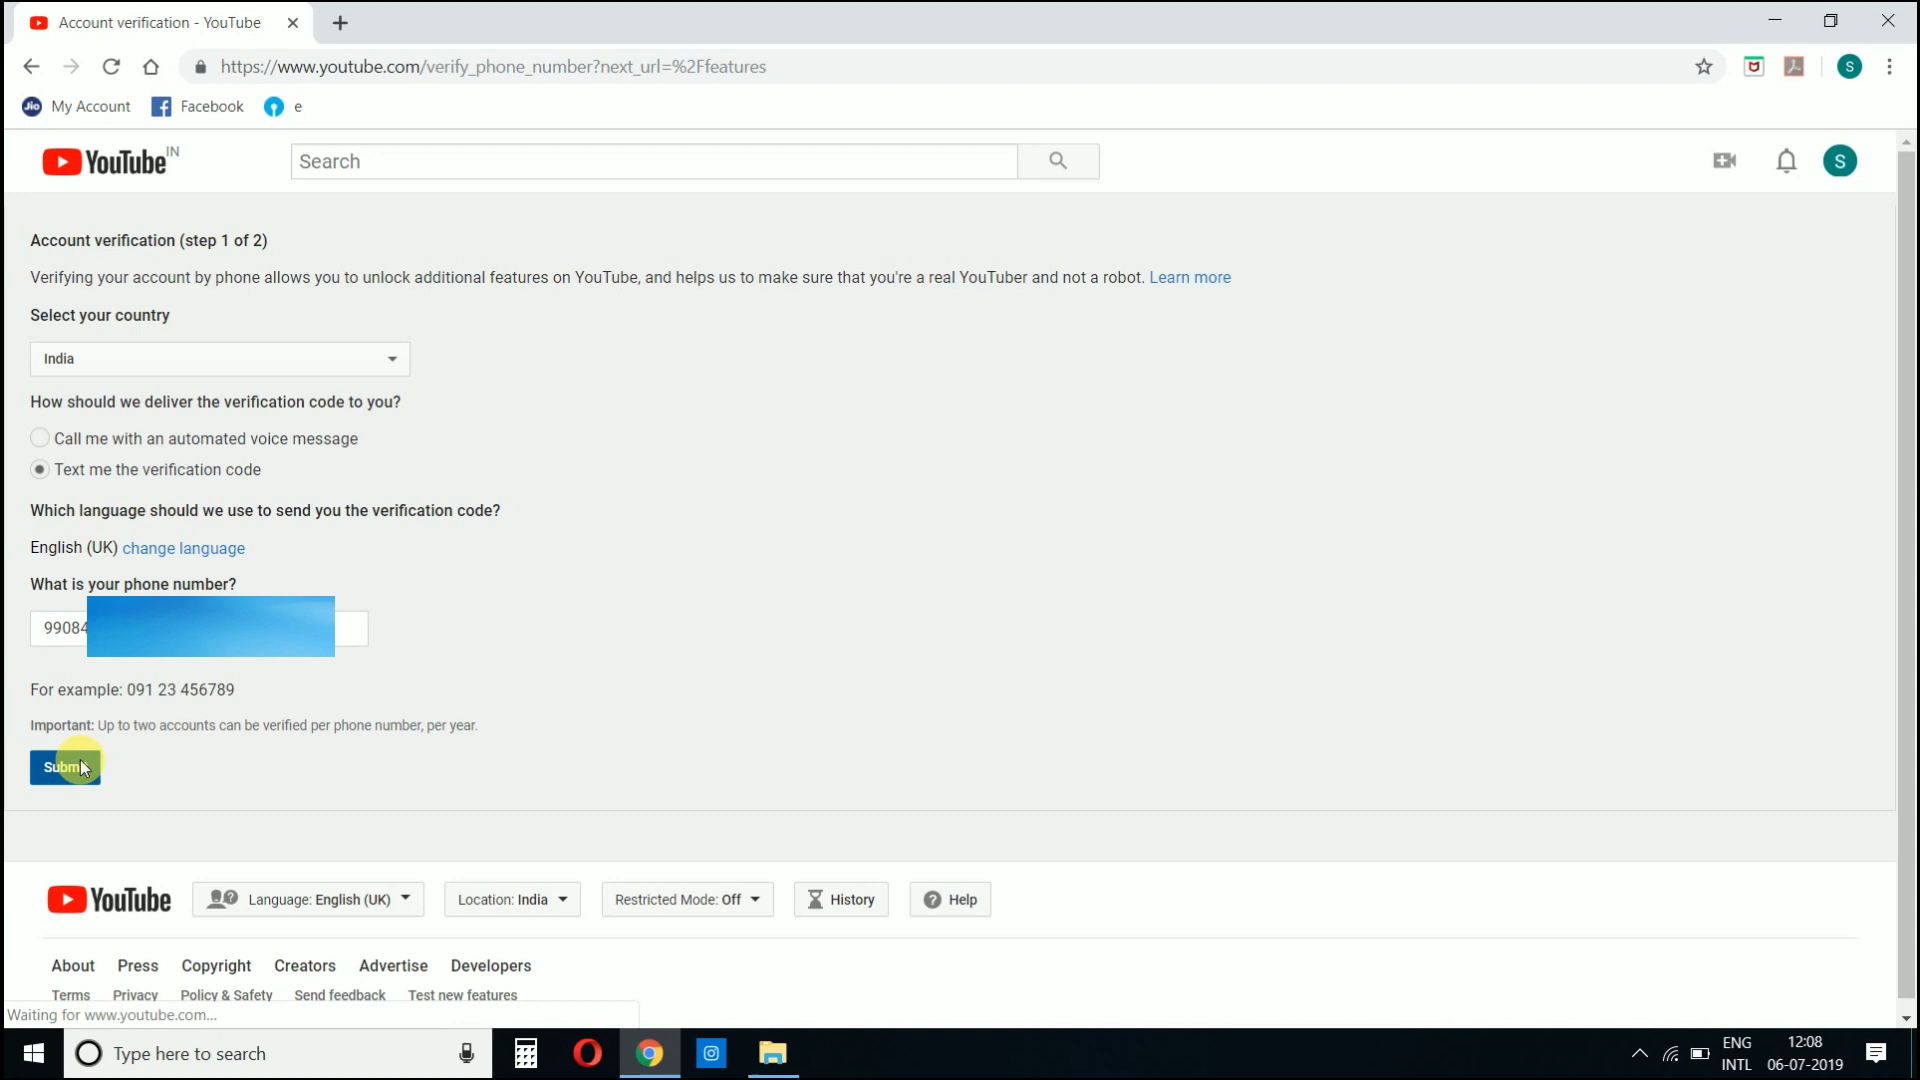 Account verification - YouTube
https://www.youtube.com/verify_phone_number?next_url=%2Ffeatures
S
Jio My Account Facebook e
YouTube IN
Search
S
Account verification (step 1 of 2)
Verifying your account by phone allows you to unlock additional features on YouTube, and helps us to make sure that you're a real YouTuber and not a robot. Learn more
Select your country
India
How should we deliver the verification code to you?
Call me with an automated voice message
Text me the verification code
Which language should we use to send you the verification code?
English (UK) change language
What is your phone number?
99084
For example: 091 23 456789
Important: Up to two accounts can be verified per phone number, per year.
Submit
YouTube Language: English (UK) Location: India Restricted Mode: Off History Help
About Press Copyright Creators Advertise Developers
Terms Privacy Policy & Safety Send feedback Test new features
Waiting for www.youtube.com...
Type here to search
ENG 12:08
INTL 06-07-2019